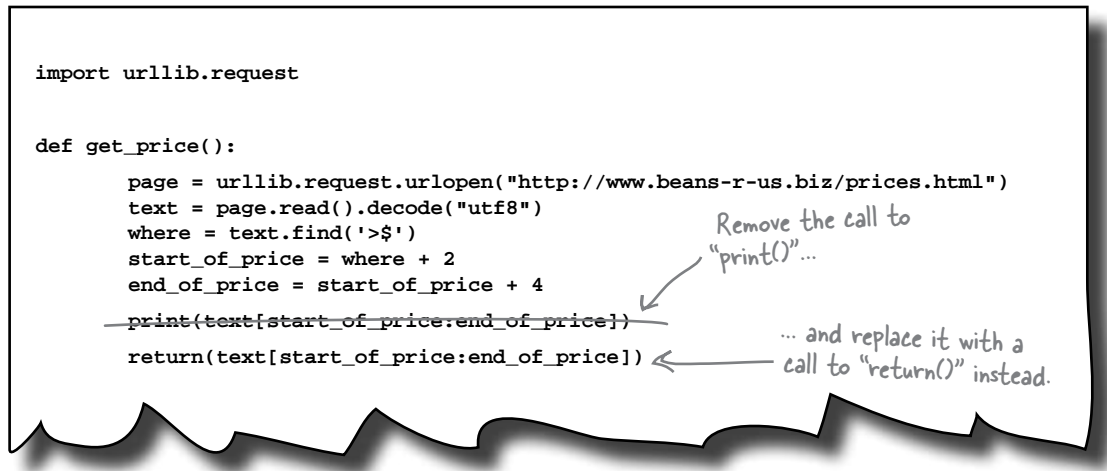 import urllib.request
def get_price():
page = urllib.request.urlopen("http://www.beans-r-us.biz/prices.html")
text = page.read().decode("utf8")
where = text.find('>$')
start_of_price = where + 2
end_of_price = start_of_price + 4
Remove the call to
“print()”...
print(text[start_of_price:end_of_price])
return(text[start_of_price:end_of_price])
... and replace it with a
call to “return()” instead.